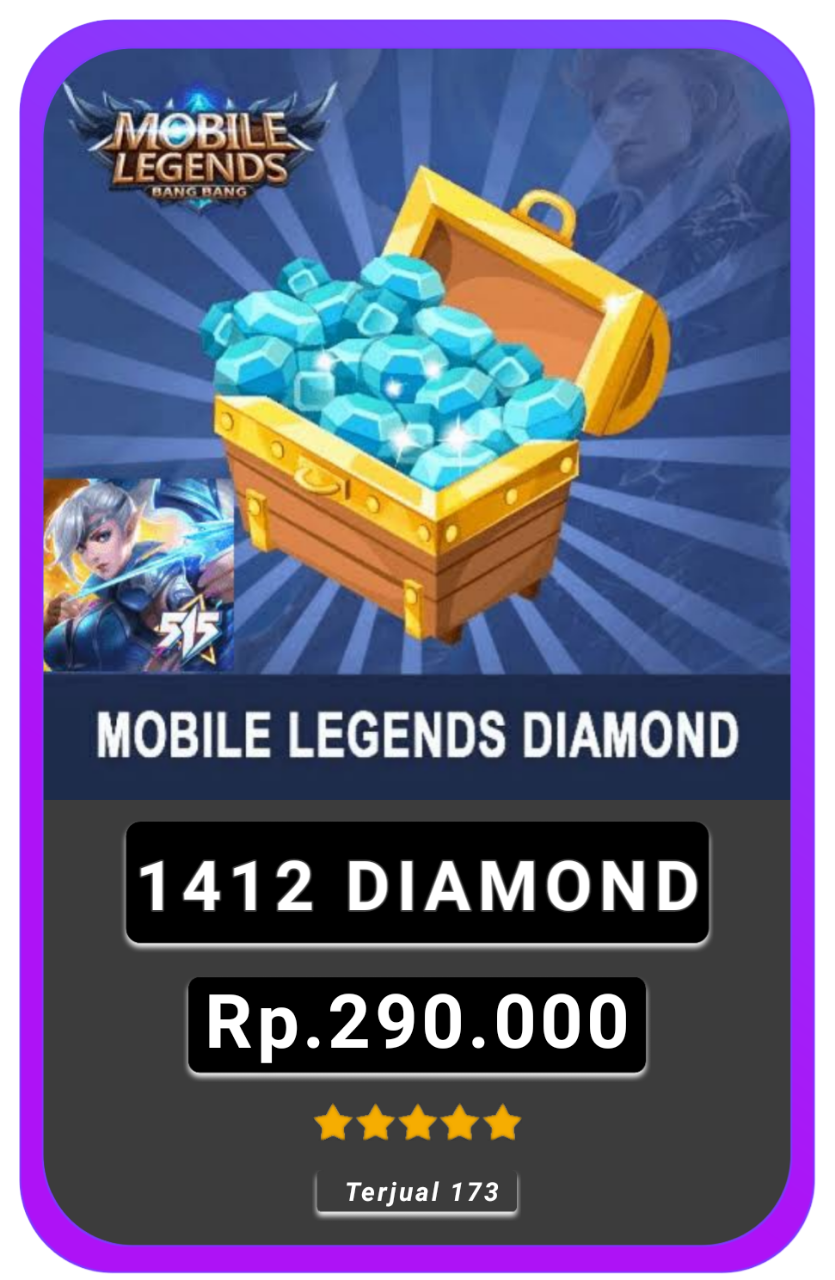 MOBILE
LEGENDS
BANG BANG
515
MOBILE LEGENDS DIAMOND
1412 DIAMOND
Rp.290.000
Terjual 173